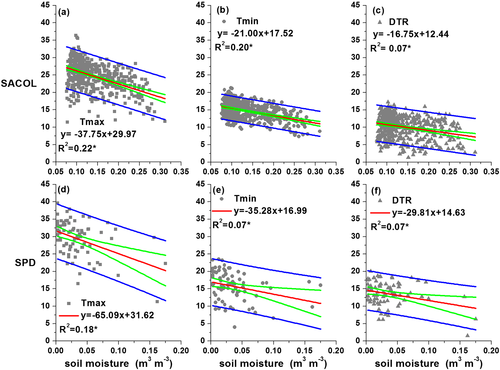 (a)
(b) Tmin
(c) DTR
y= -21.00x+17.52
R²=0.20*
y= -16.75x+12.44
R²=0.07*
SACOL
45
40
35
30
25
20
15
10
5
0
Tmax
y= -37.75x+29.97
R²=0.22*
0.05 0.10 0.15 0.20 0.25 0.30 0.35
0.05 0.10 0.15 0.20 0.25 0.30 0.35
0.05 0.10 0.15 0.20 0.25 0.30 0.35
(d)
(e) Tmin
(f) DTR
y=-35.28x+16.99
R²=0.07*
y=-29.81x+14.63
R²=0.07*
SPD
40
35
30
25
20
15
10
5
0
Tmax
y=-65.09x+31.62
R²=0.18*
0.00 0.05 0.10 0.15 0.20
0.00 0.05 0.10 0.15 0.20
0.00 0.05 0.10 0.15 0.20
soil moisture (m³ m⁻³)
soil moisture (m³ m⁻³)
soil moisture (m³ m⁻³)